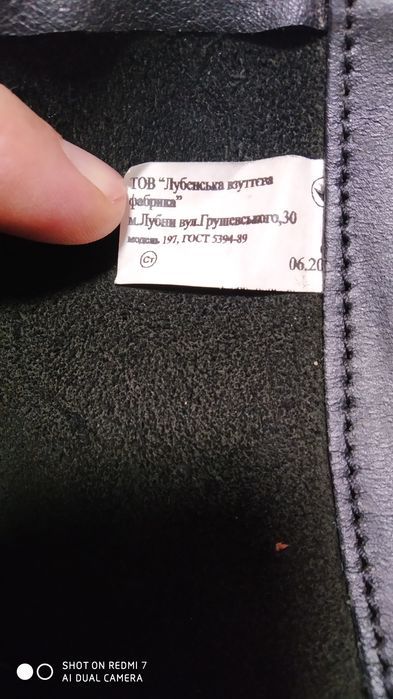 ТОВ "Лубенська взуттєва
фабрика"
м.Лубни вул.Грушевського,30
модель 197, ГОСТ 5394-89
Ст
06.20
SHOT ON REDMI 7
AI DUAL CAMERA